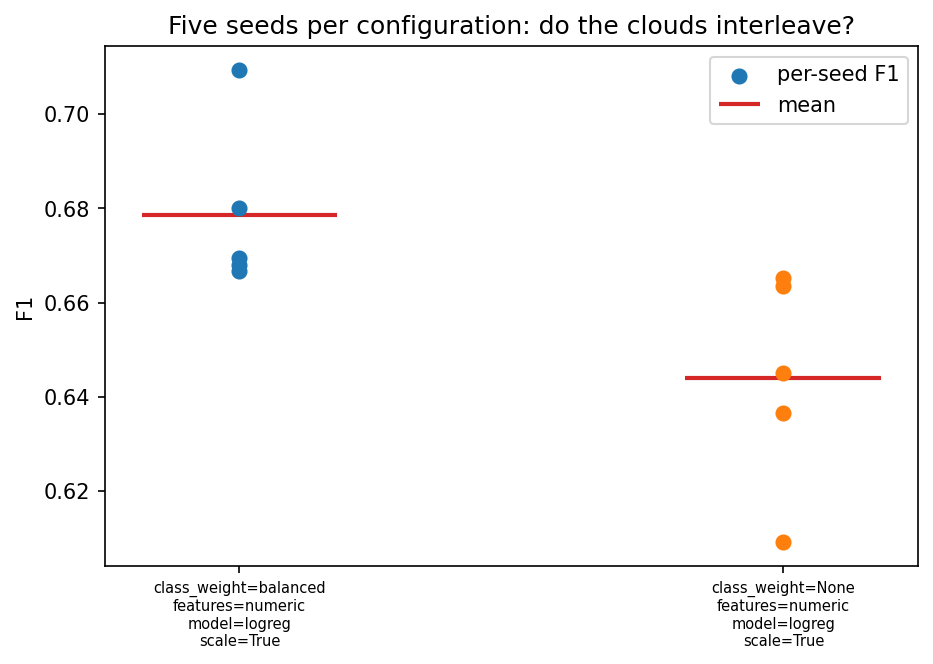 Five seeds per configuration: do the clouds interleave?
per-seed F1
mean
0.70
0.68
0.66
0.64
0.62
F1
class_weight=balanced
features=numeric
model=logreg
scale=True
class_weight=None
features=numeric
model=logreg
scale=True